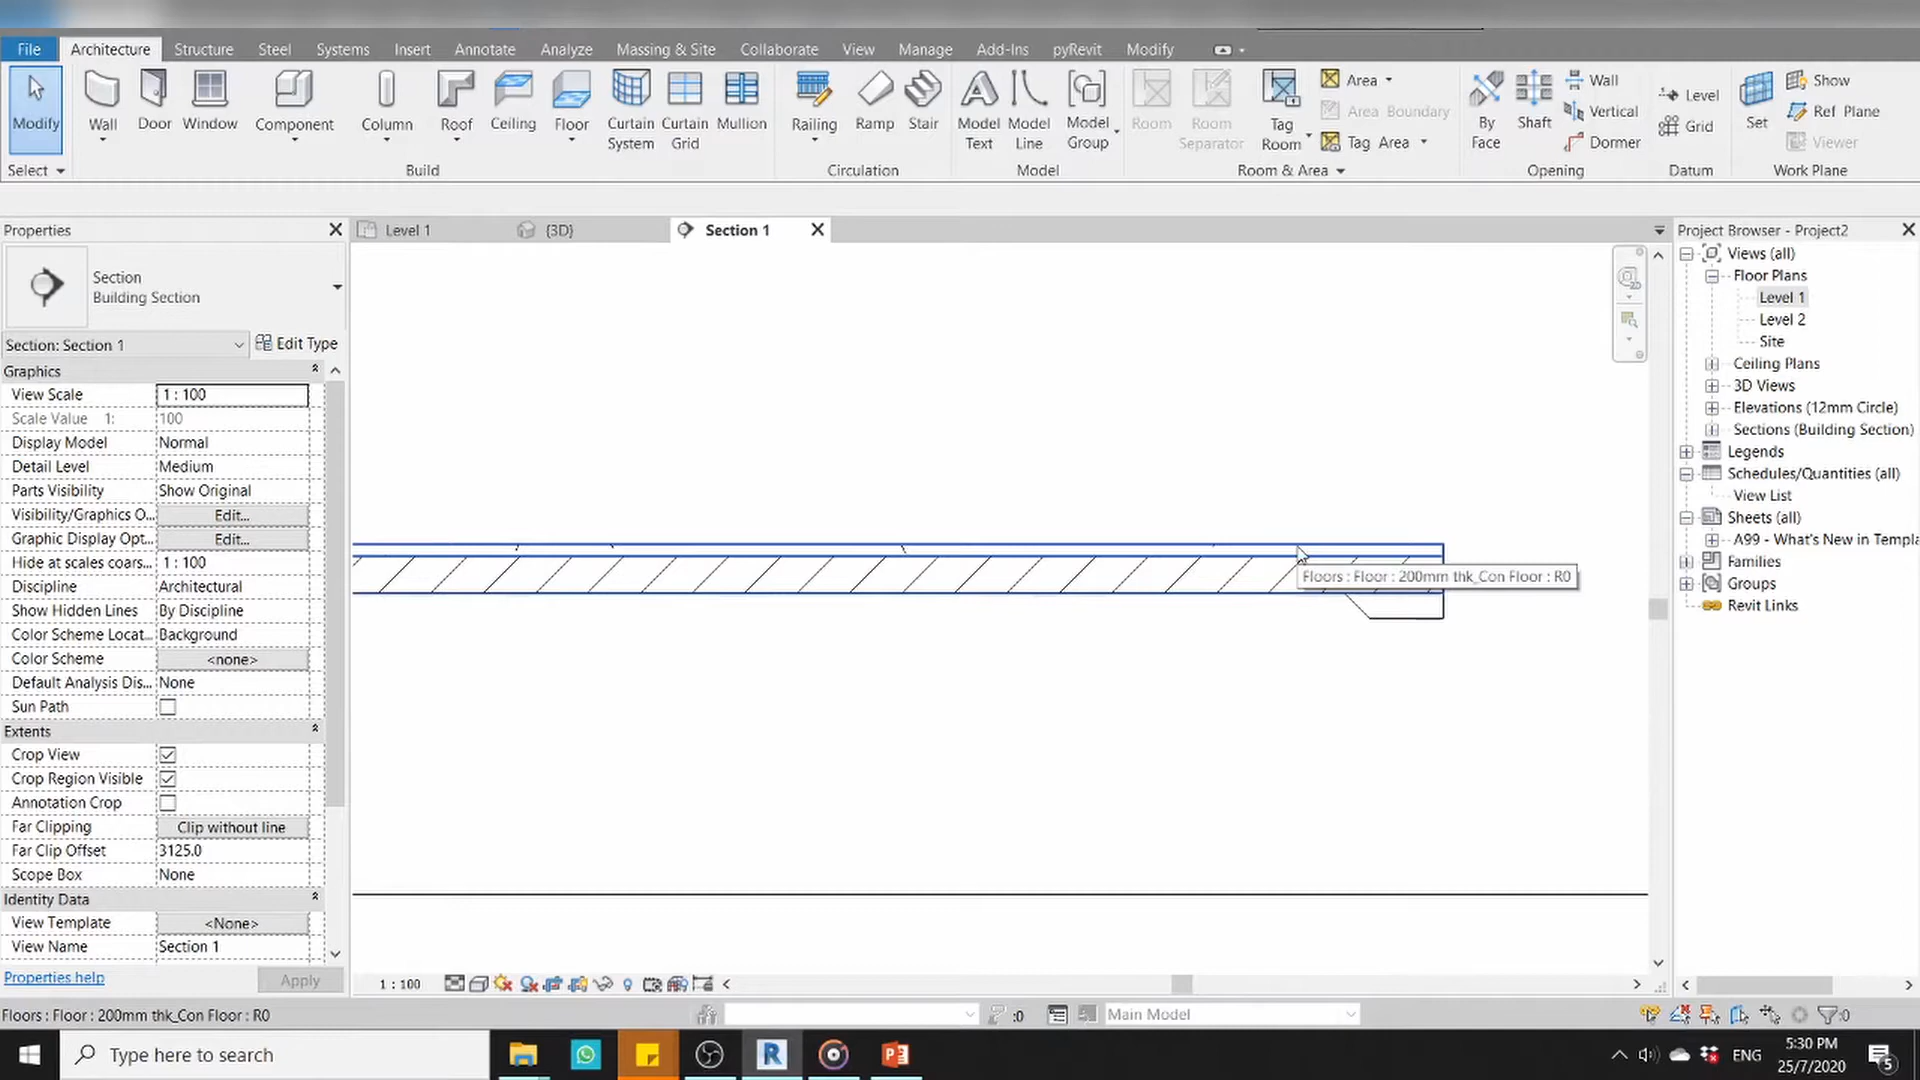 File Architecture Structure Steel Systems Insert Annotate Analyze Massing & Site Collaborate View Manage Add-Ins pyRevit Modify
Modify
Wall
Door
Window
Component
Column
Roof
Ceiling
Floor
Curtain System
Curtain Grid
Mullion
Railing
Ramp
Stair
Model Text
Model Line
Model Group
Room
Room Separator
Tag Room
Area
Area Boundary
Tag Area
By Face
Shaft
Wall
Vertical
Dormer
Level
Grid
Set
Show
Ref Plane
Viewer
Select
Build
Circulation
Model
Room & Area
Opening
Datum
Work Plane
Properties
Section
Building Section
Section: Section 1
Edit Type
Graphics
View Scale 1 : 100
Scale Value 1: 100
Display Model Normal
Detail Level Medium
Parts Visibility Show Original
Visibility/Graphics O... Edit...
Graphic Display Opt... Edit...
Hide at scales coars... 1 : 100
Discipline Architectural
Show Hidden Lines By Discipline
Color Scheme Locat... Background
Color Scheme <none>
Default Analysis Dis... None
Sun Path
Extents
Crop View
Crop Region Visible
Annotation Crop
Far Clipping Clip without line
Far Clip Offset 3125.0
Scope Box None
Identity Data
View Template <None>
View Name Section 1
Properties help
Apply
Level 1
{3D}
Section 1
Floors : Floor : 200mm thk_Con Floor : R0
1 : 100
Project Browser - Project2
Views (all)
Floor Plans
Level 1
Level 2
Site
Ceiling Plans
3D Views
Elevations (12mm Circle)
Sections (Building Section)
Legends
Schedules/Quantities (all)
View List
Sheets (all)
A99 - What's New in Templa
Families
Groups
Revit Links
Floors : Floor : 200mm thk_Con Floor : R0
:0
Main Model
:0
Type here to search
ENG
5:30 PM
25/7/2020
5